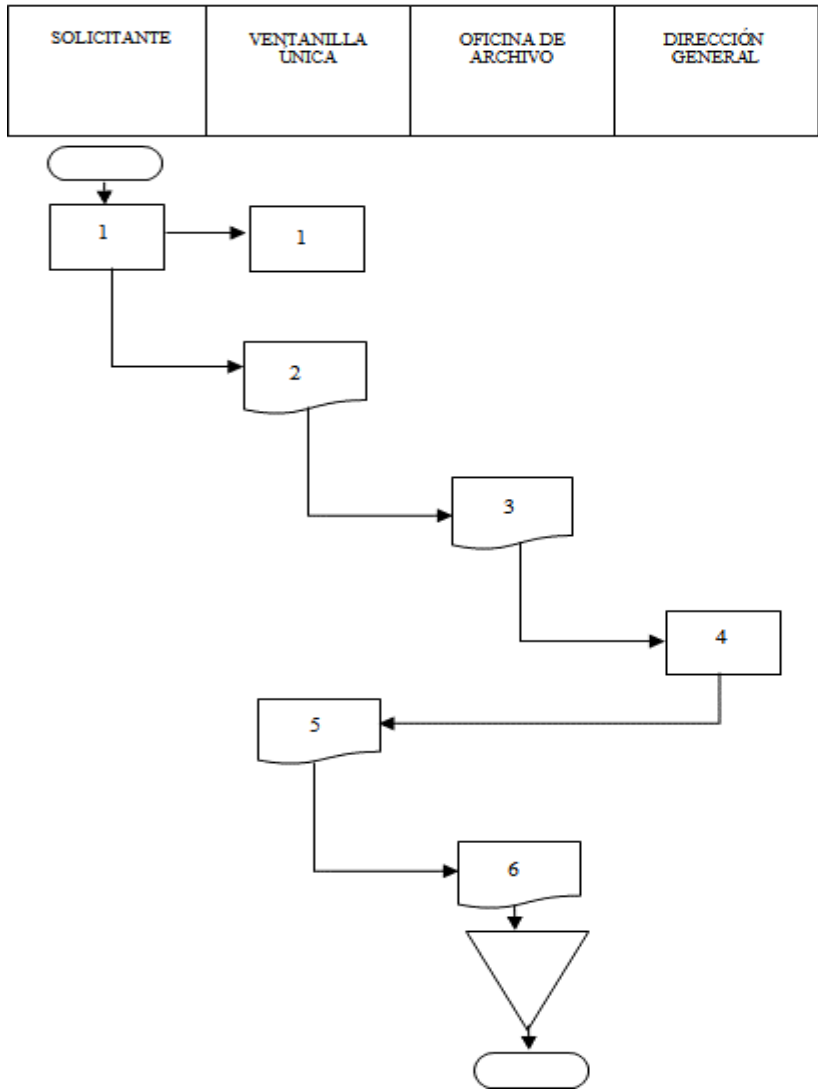 SOLICITANTE
VENTANILLA
UNICA
OFICINA DE
ARCHIVO
DIRECCIÓN
GENERAL
1
1
2
3
4
5
6